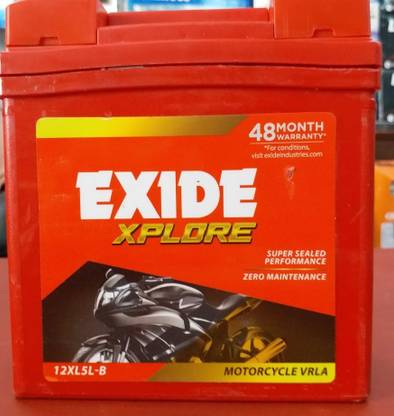 48 MONTH
WARRANTY*
*For conditions,
visit exideindustries.com
EXIDE
XPLORE
SUPER SEALED
PERFORMANCE
ZERO MAINTENANCE
12XL5L-B
MOTORCYCLE VRLA